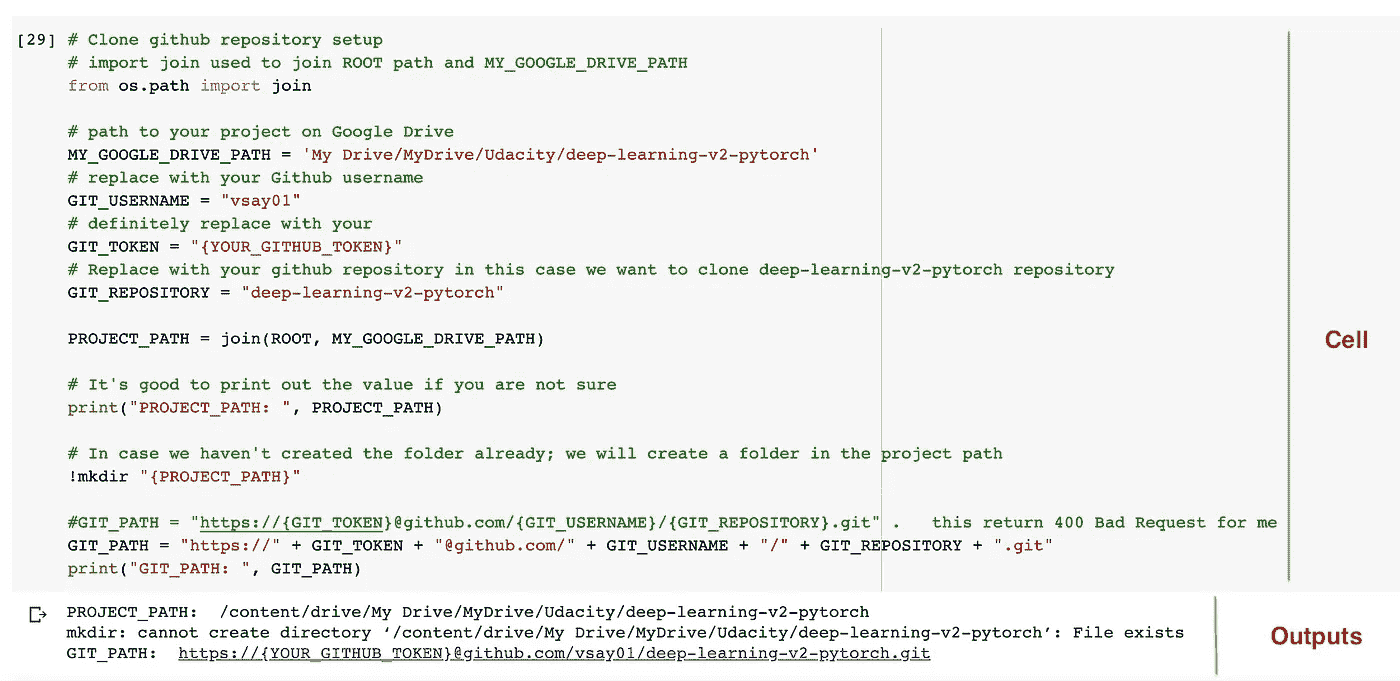 [29] # Clone github repository setup
# import join used to join ROOT path and MY_GOOGLE_DRIVE_PATH
from os.path import join
# path to your project on Google Drive
MY_GOOGLE_DRIVE_PATH = 'My Drive/MyDrive/Udacity/deep-learning-v2-pytorch'
# replace with your Github username
GIT_USERNAME = "vsay01"
# definitely replace with your
GIT_TOKEN = "{YOUR_GITHUB_TOKEN}"
# Replace with your github repository in this case we want to clone deep-learning-v2-pytorch repository
GIT_REPOSITORY = "deep-learning-v2-pytorch"
PROJECT_PATH = join(ROOT, MY_GOOGLE_DRIVE_PATH)
# It's good to print out the value if you are not sure
print("PROJECT_PATH: ", PROJECT_PATH)
# In case we haven't created the folder already; we will create a folder in the project path
!mkdir "{PROJECT_PATH}"
#GIT_PATH = "https://{GIT_TOKEN}@github.com/{GIT_USERNAME}/{GIT_REPOSITORY}.git" .   this return 400 Bad Request for me
GIT_PATH = "https://" + GIT_TOKEN + "@github.com/" + GIT_USERNAME + "/" + GIT_REPOSITORY + ".git"
print("GIT_PATH: ", GIT_PATH)
Cell
PROJECT_PATH:  /content/drive/My Drive/MyDrive/Udacity/deep-learning-v2-pytorch
mkdir: cannot create directory ‘/content/drive/My Drive/MyDrive/Udacity/deep-learning-v2-pytorch’: File exists
GIT_PATH:  https://{YOUR_GITHUB_TOKEN}@github.com/vsay01/deep-learning-v2-pytorch.git
Outputs